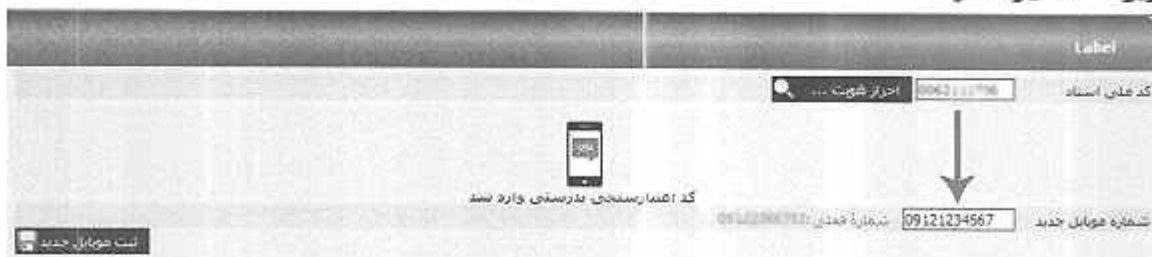 Label
کد ملی استاد احراز هویت ...
کد اعتبارسنجی بدرستی وارد شد
شماره موبایل جدید 09121234567 شماره فعلی:
ثبت موبایل جدید